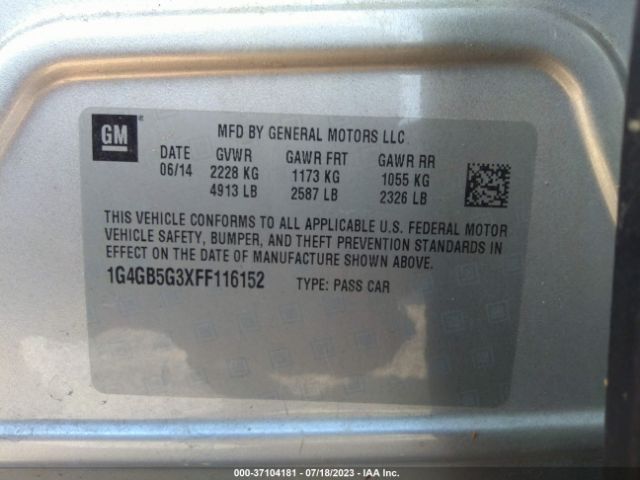 GM
MFD BY GENERAL MOTORS LLC
DATE GVWR GAWR FRT GAWR RR
06/14 2228 KG 1173 KG 1055 KG
4913 LB 2587 LB 2326 LB
THIS VEHICLE CONFORMS TO ALL APPLICABLE U.S. FEDERAL MOTOR
VEHICLE SAFETY, BUMPER, AND THEFT PREVENTION STANDARDS IN
EFFECT ON THE DATE OF MANUFACTURE SHOWN ABOVE.
1G4GB5G3XFF116152 TYPE: PASS CAR
000-37104181 - 07/18/2023 - IAA Inc.